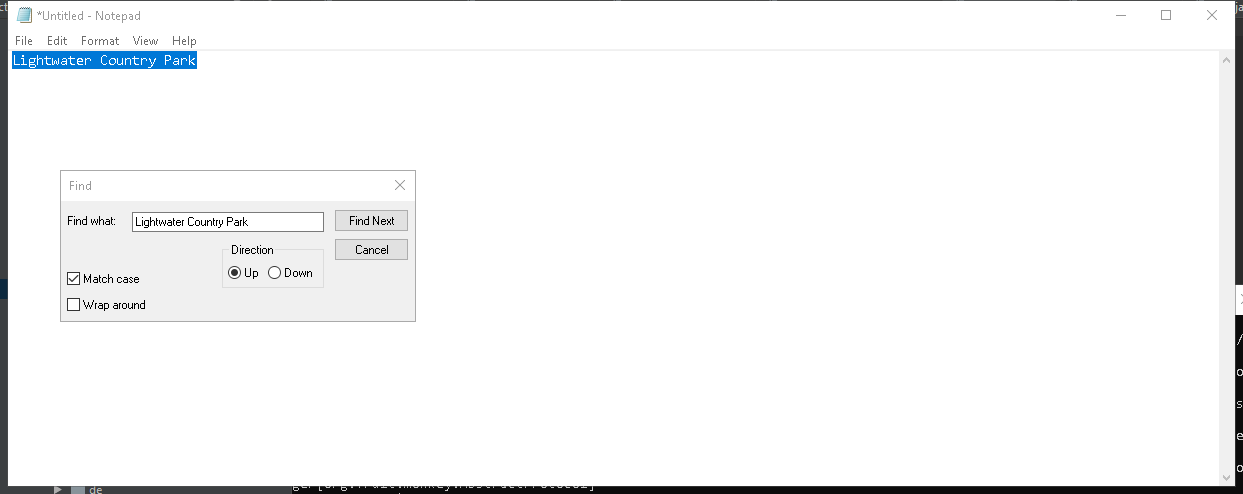 *Untitled - Notepad
File Edit Format View Help
Lightwater Country Park
Find
Find what: Lightwater Country Park Find Next
Direction Cancel
Up Down
Match case
Wrap around
de